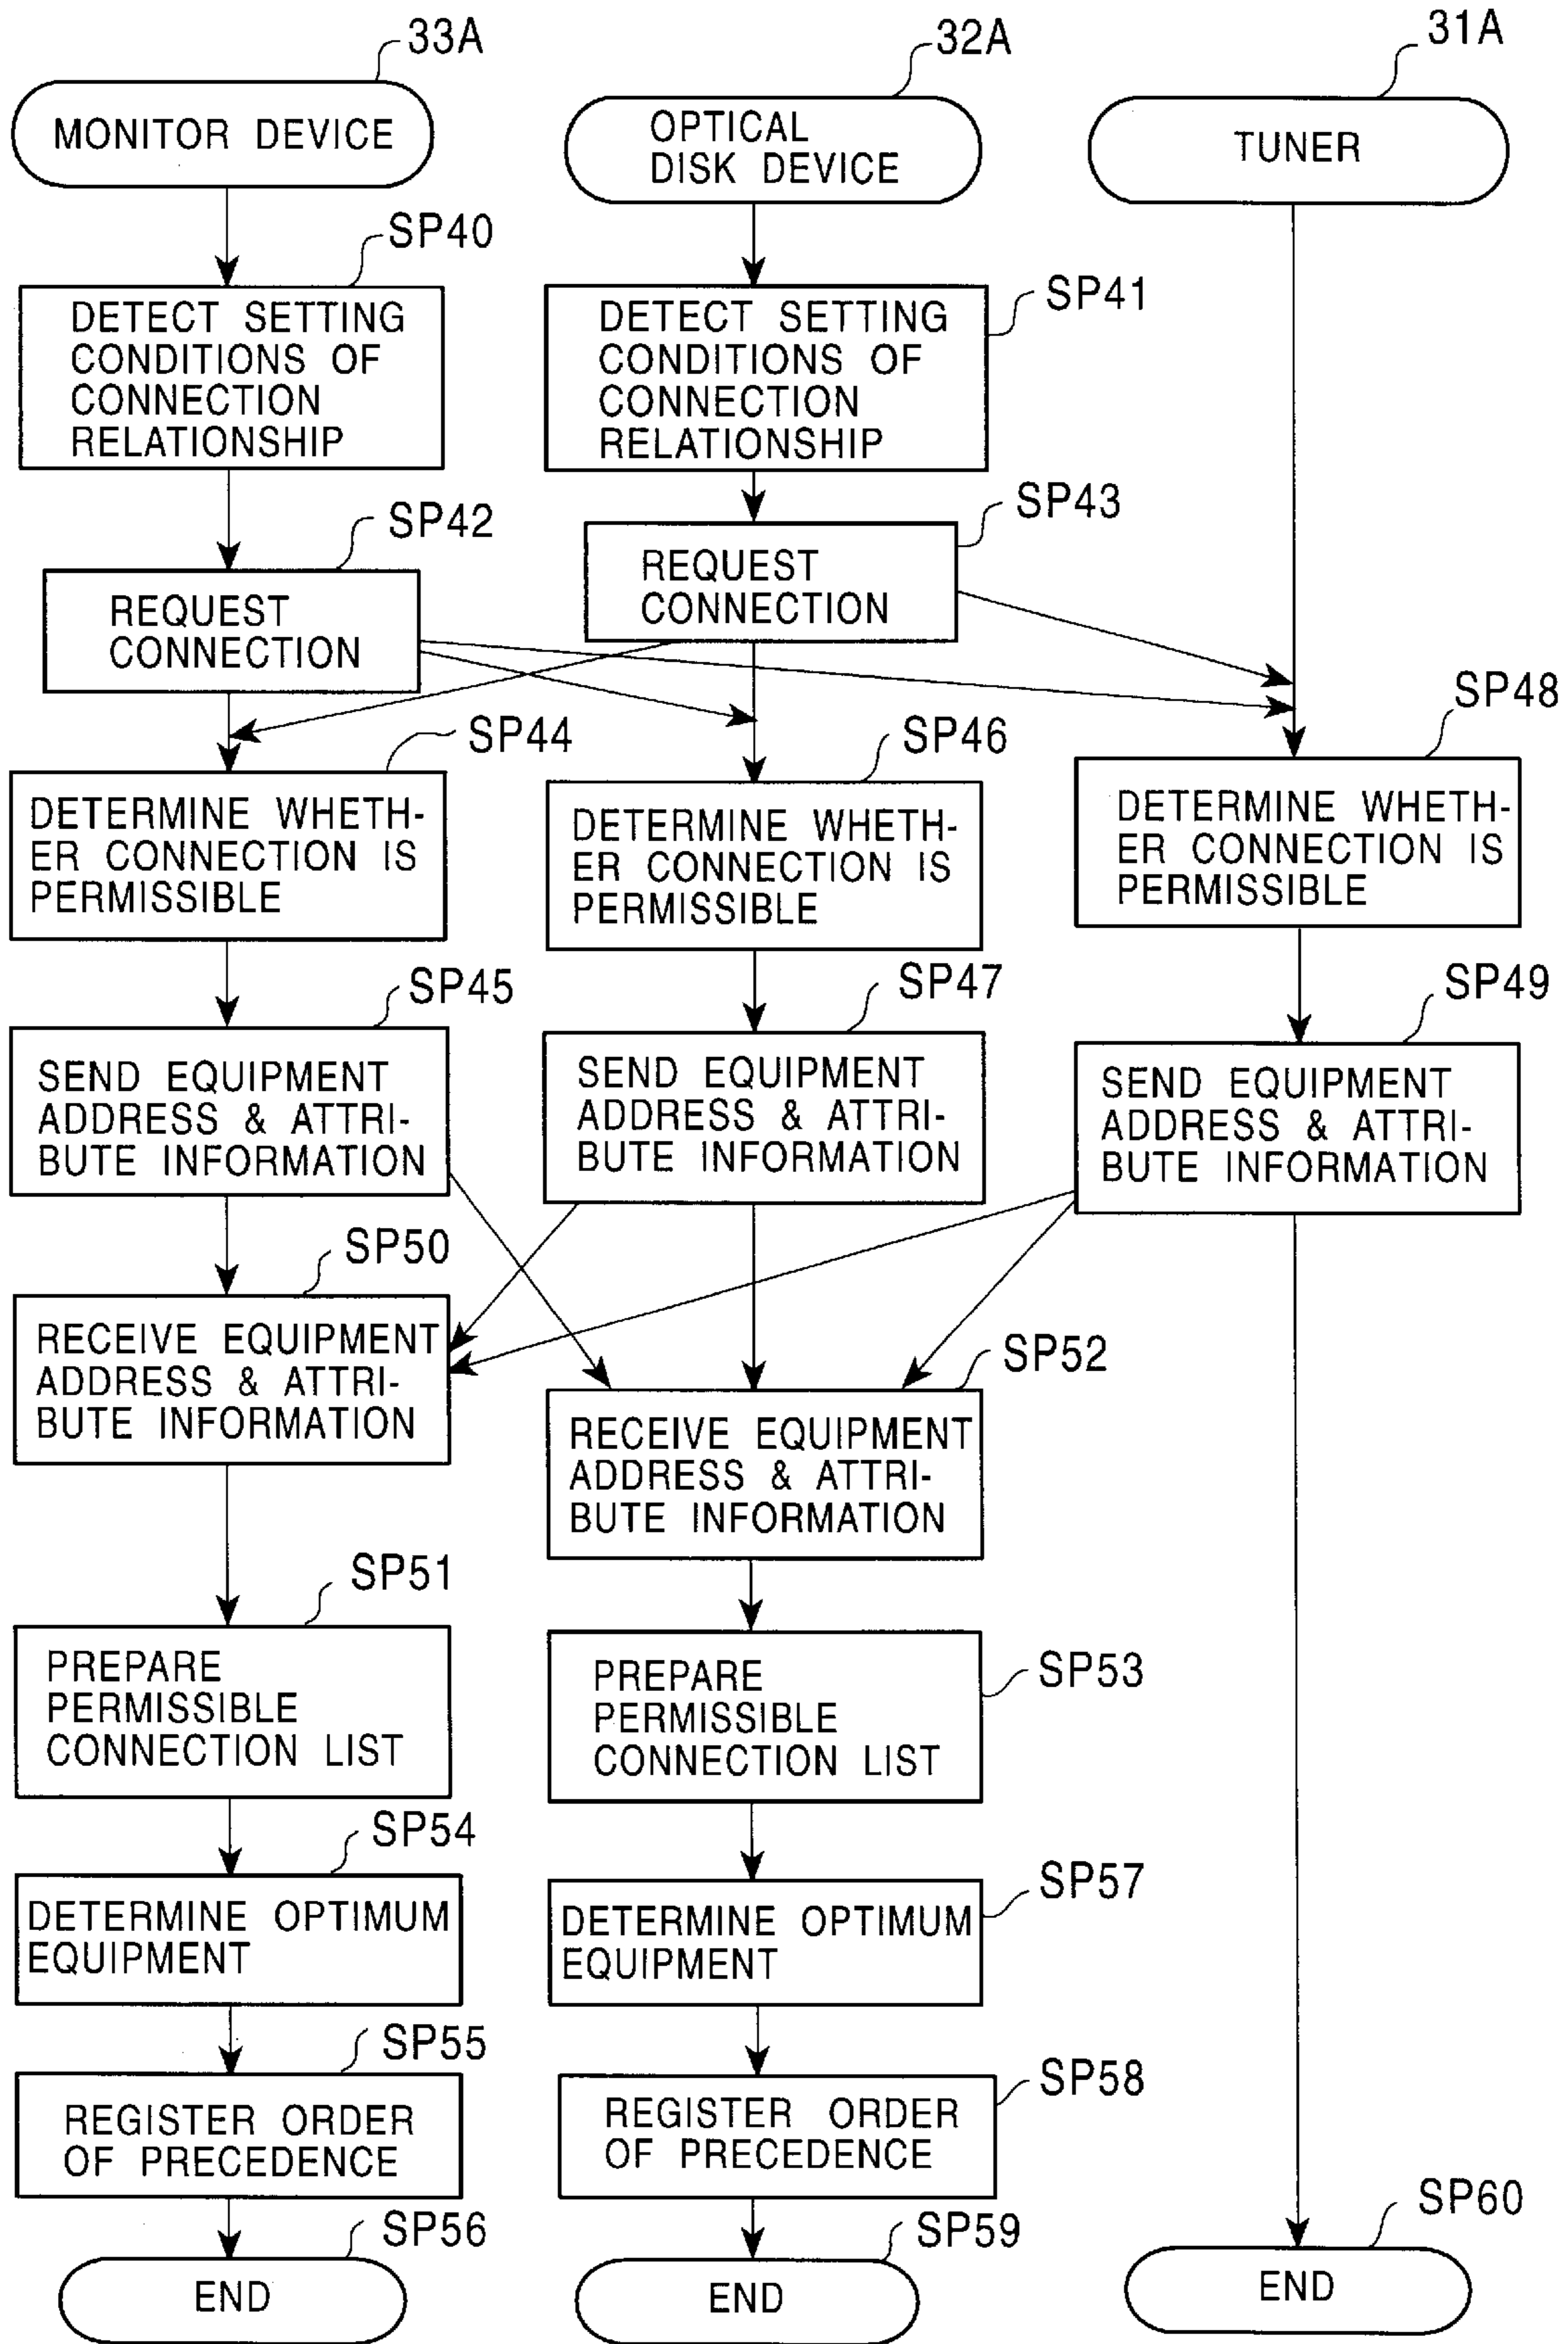 33A
32A
31A
MONITOR DEVICE
OPTICAL
DISK DEVICE
TUNER
SP40
SP41
DETECT SETTING
CONDITIONS OF
CONNECTION
RELATIONSHIP
DETECT SETTING
CONDITIONS OF
CONNECTION
RELATIONSHIP
SP42
SP43
REQUEST
CONNECTION
REQUEST
CONNECTION
SP44
SP46
SP48
DETERMINE WHETH-
ER CONNECTION IS
PERMISSIBLE
DETERMINE WHETH-
ER CONNECTION IS
PERMISSIBLE
DETERMINE WHETH-
ER CONNECTION IS
PERMISSIBLE
SP45
SP47
SP49
SEND EQUIPMENT
ADDRESS & ATTRI-
BUTE INFORMATION
SEND EQUIPMENT
ADDRESS & ATTRI-
BUTE INFORMATION
SEND EQUIPMENT
ADDRESS & ATTRI-
BUTE INFORMATION
SP50
SP52
RECEIVE EQUIPMENT
ADDRESS & ATTRI-
BUTE INFORMATION
RECEIVE EQUIPMENT
ADDRESS & ATTRI-
BUTE INFORMATION
SP51
SP53
PREPARE
PERMISSIBLE
CONNECTION LIST
PREPARE
PERMISSIBLE
CONNECTION LIST
SP54
SP57
DETERMINE OPTIMUM
EQUIPMENT
DETERMINE OPTIMUM
EQUIPMENT
SP55
SP58
REGISTER ORDER
OF PRECEDENCE
REGISTER ORDER
OF PRECEDENCE
SP56
SP59
SP60
END
END
END